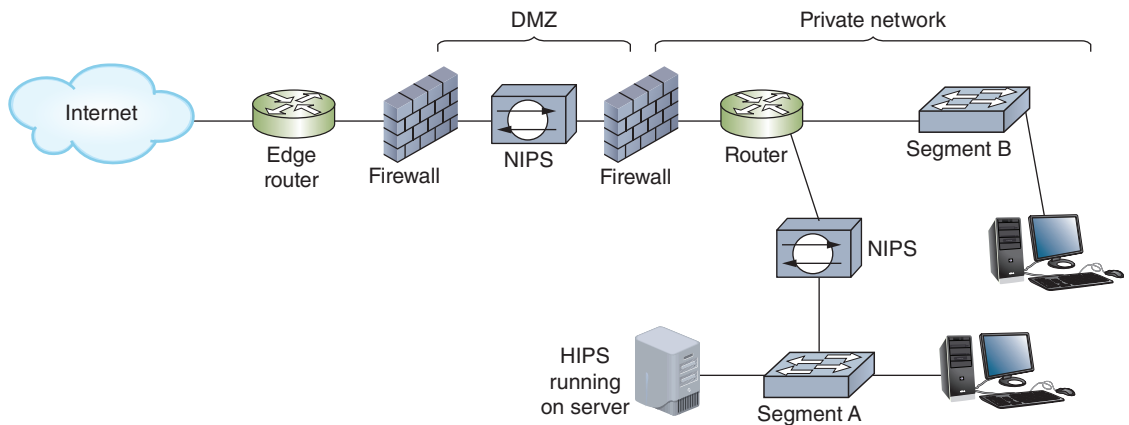 DMZ
Private network
Internet
Edge
router
Firewall
NIPS
Firewall
Router
Segment B
NIPS
HIPS
running
on server
Segment A